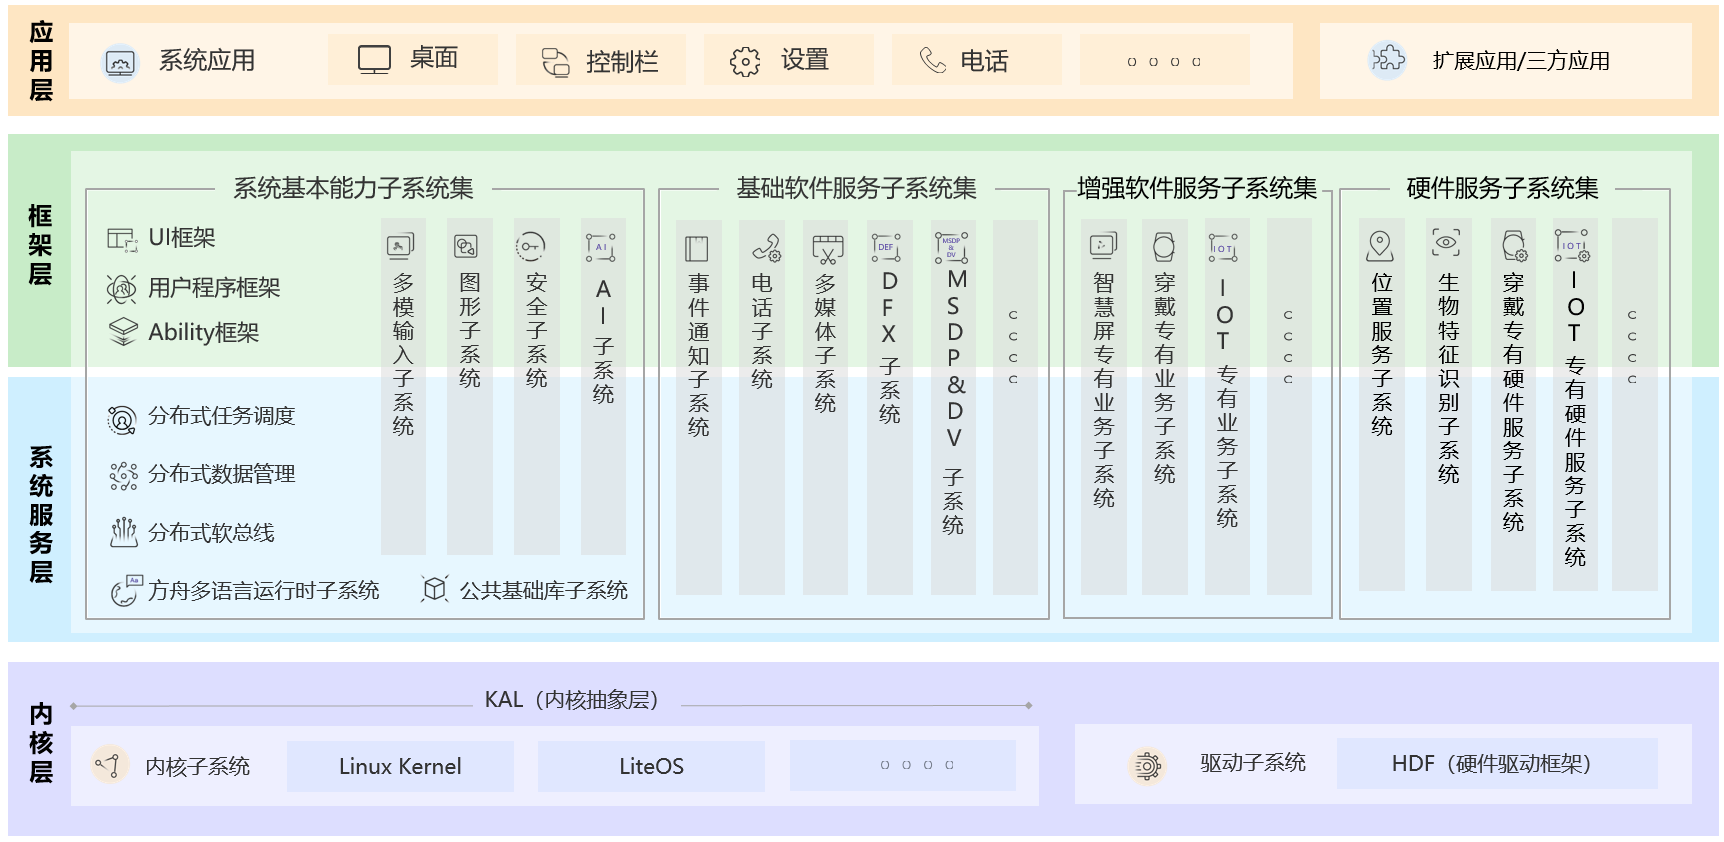 应用层
系统应用
桌面
控制栏
设置
电话
扩展应用/三方应用
框架层
系统基本能力子系统集
UI框架
用户程序框架
Ability框架
多模输入子系统
图形子系统
安全子系统
AI
AI子系统
系统服务层
分布式任务调度
分布式数据管理
分布式软总线
Aa
方舟多语言运行时子系统
公共基础库子系统
基础软件服务子系统集
事件通知子系统
电话子系统
多媒体子系统
DEF
DFX子系统
MSDP
&
DV
MSDP&DV子系统
增强软件服务子系统集
智慧屏专有业务子系统
穿戴专有业务子系统
IOT
IOT专有业务子系统
硬件服务子系统集
位置服务子系统
生物特征识别子系统
穿戴专有硬件服务子系统
IOT
IOT专有硬件服务子系统
内核层
KAL（内核抽象层）
内核子系统
Linux Kernel
LiteOS
驱动子系统
HDF（硬件驱动框架）